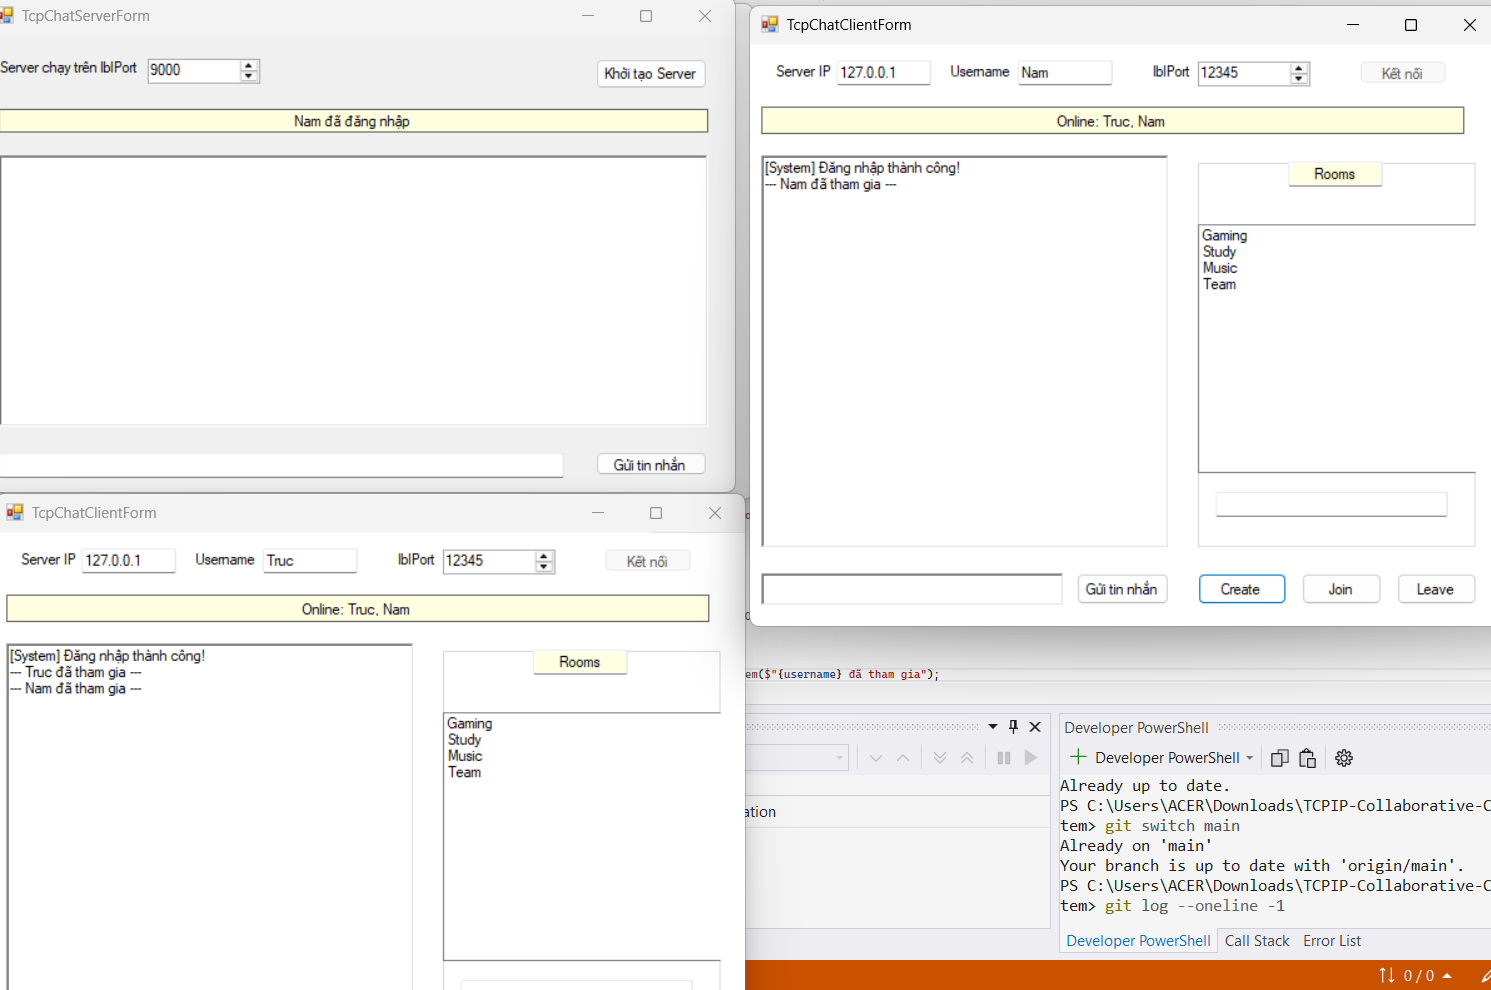 TcpChatServerForm
Server chạy trên lblPort 9000 Khởi tạo Server
Nam đã đăng nhập
Gửi tin nhắn
TcpChatClientForm
Server IP 127.0.0.1 Username Nam lblPort 12345 Kết nối
Online: Truc, Nam
[System] Đăng nhập thành công!
--- Nam đã tham gia ---
Rooms
Gaming
Study
Music
Team
Gửi tin nhắn Create Join Leave
TcpChatClientForm
Server IP 127.0.0.1 Username Truc lblPort 12345 Kết nối
Online: Truc, Nam
[System] Đăng nhập thành công!
--- Truc đã tham gia ---
--- Nam đã tham gia ---
Rooms
Gaming
Study
Music
Team
em($"{username} đã tham gia");
ation
Developer PowerShell
Developer PowerShell
Already up to date.
PS C:\Users\ACER\Downloads\TCPIP-Collaborative-C
tem> git switch main
Already on 'main'
Your branch is up to date with 'origin/main'.
PS C:\Users\ACER\Downloads\TCPIP-Collaborative-C
tem> git log --oneline -1
Developer PowerShell Call Stack Error List
0 / 0